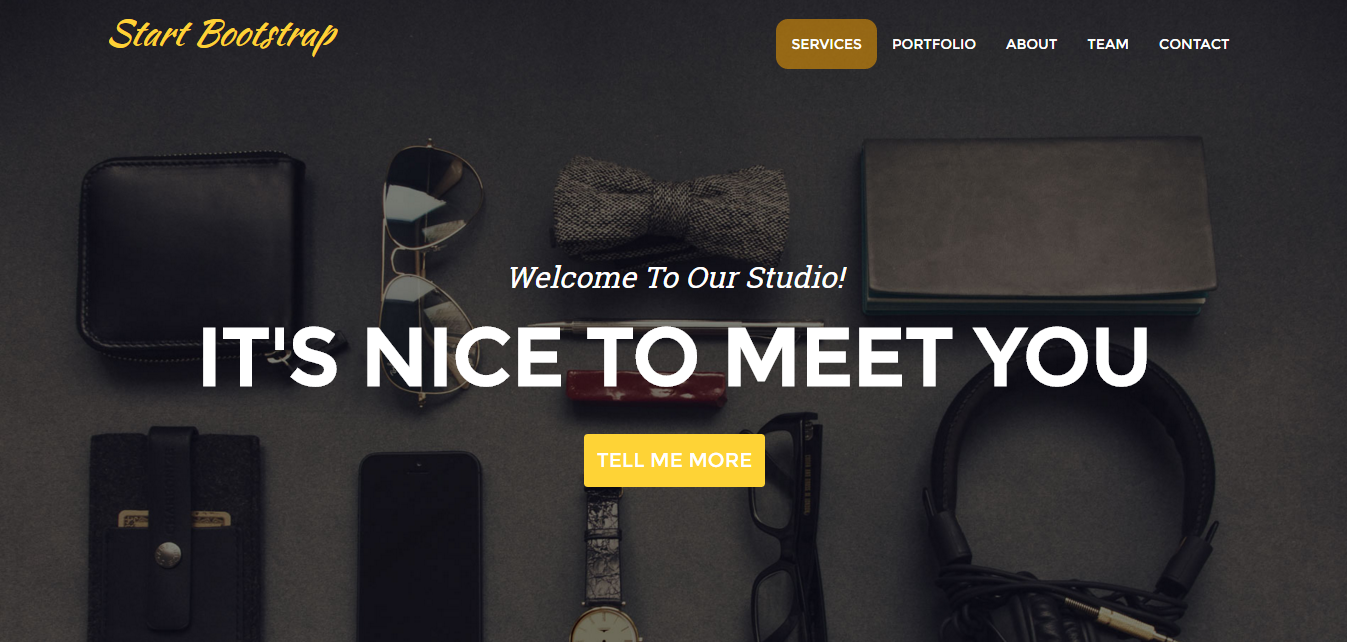 Start Bootstrap
SERVICES PORTFOLIO ABOUT TEAM CONTACT
Welcome To Our Studio!
IT'S NICE TO MEET YOU
TELL ME MORE